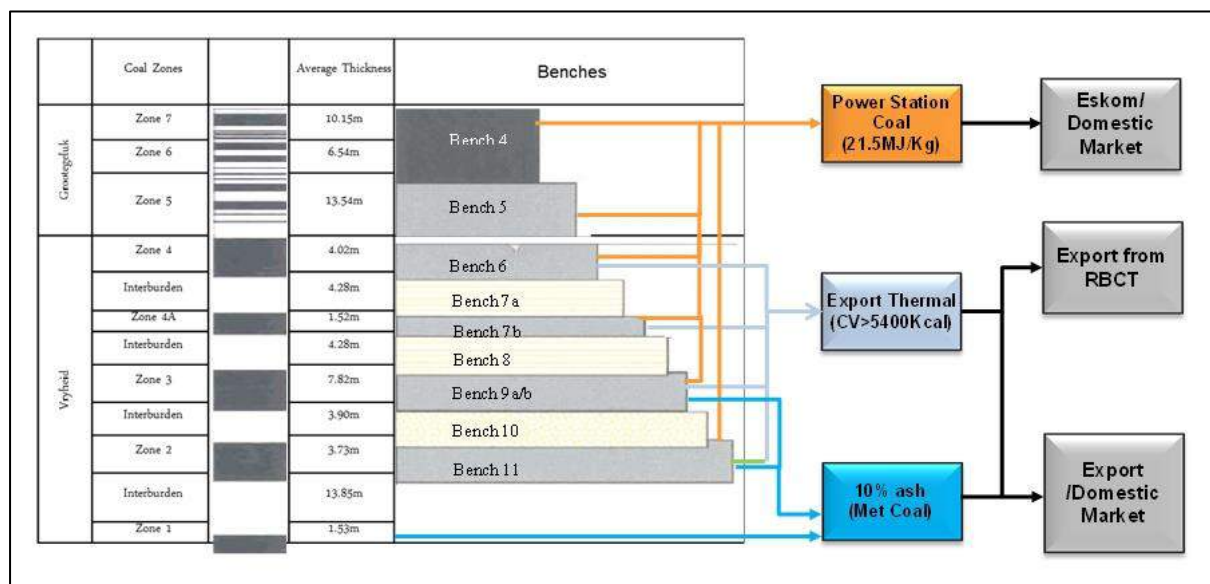 Coal Zones
Average Thickness
Benches
Grootegeluk
Zone 7
10.15m
Zone 6
6.54m
Zone 5
13.54m
Vryheid
Zone 4
4.02m
Interburden
4.28m
Zone 4A
1.52m
Interburden
4.28m
Zone 3
7.82m
Interburden
3.90m
Zone 2
3.73m
Interburden
13.85m
Zone 1
1.53m
Bench 4
Bench 5
Bench 6
Bench 7a
Bench 7b
Bench 8
Bench 9a/b
Bench 10
Bench 11
Power Station
Coal
(21.5MJ/Kg)
Eskom/
Domestic
Market
Export Thermal
(CV>5400Kcal)
Export from
RBCT
10% ash
(Met Coal)
Export
/Domestic
Market